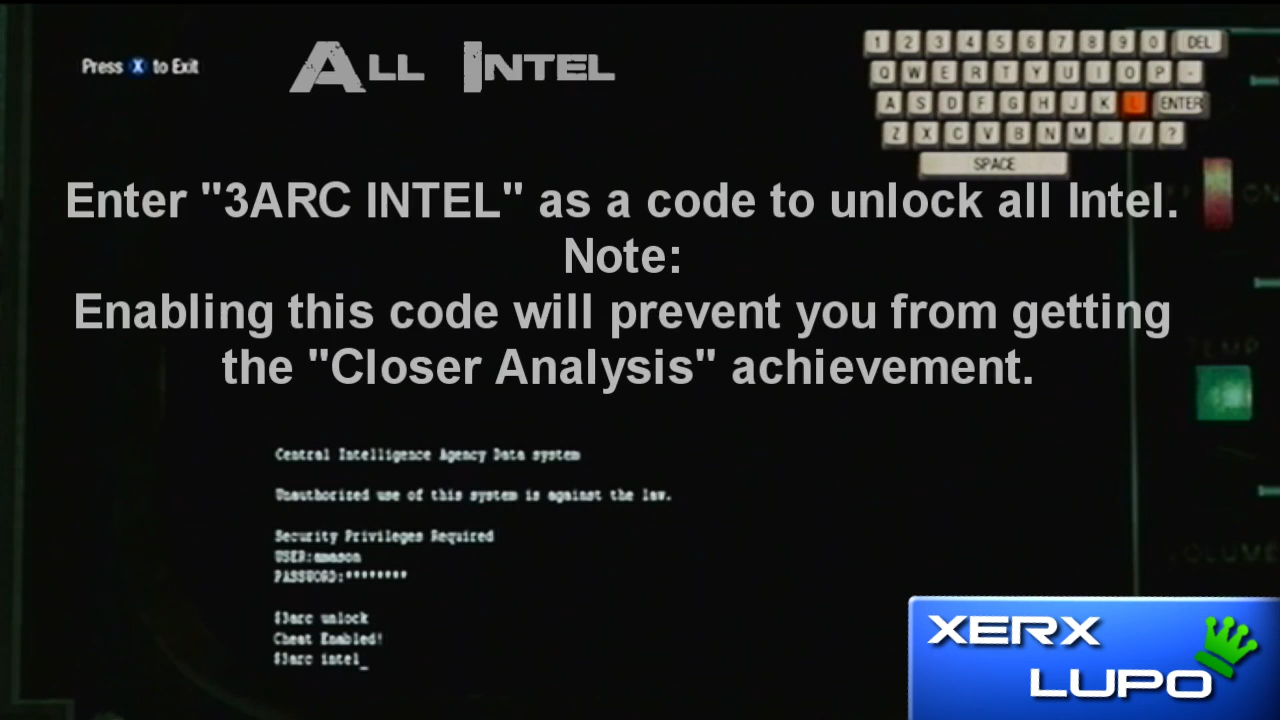 Press X to Exit
ALL INTEL
1 2 3 4 5 6 7 8 9 0 DEL
Q W E R T Y U I O P -
A S D F G H J K L ENTER
Z X C V B N M . / ?
SPACE
ON
Enter "3ARC INTEL" as a code to unlock all Intel.
Note:
Enabling this code will prevent you from getting
the "Closer Analysis" achievement.
TEMP
VOLUME
Central Intelligence Agency Data system
Unauthorized use of this system is against the law.
Security Privileges Required
USER:amason
PASSWORD:********
$3arc unlock
Cheat Enabled!
$3arc intel_
XERX
LUPO